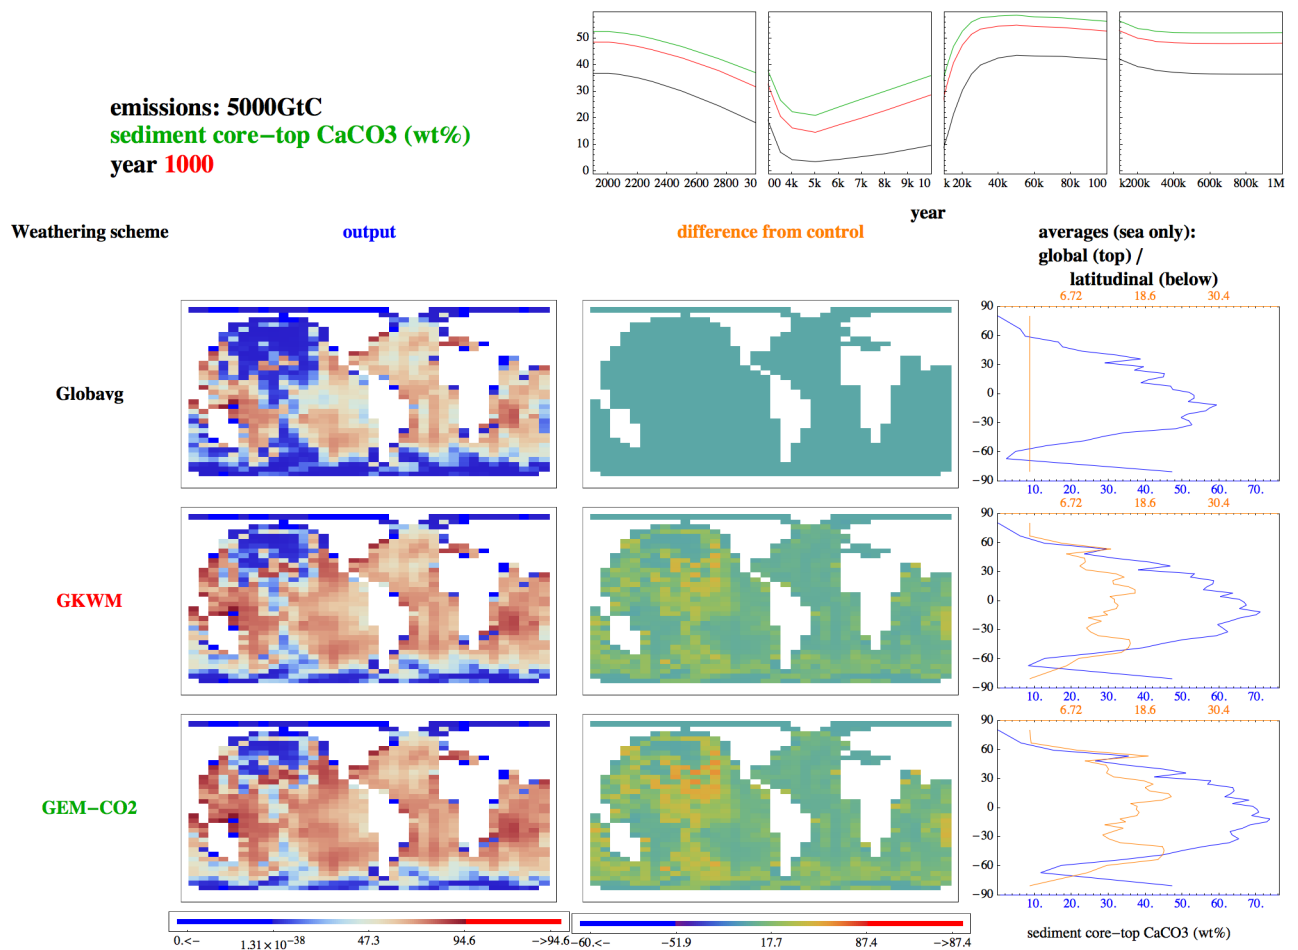 emissions: 5000GtC
sediment core-top CaCO3 (wt%)
year 1000
50
40
30
20
10
0
2000 2200 2400 2600 2800 30
00 4k 5k 6k 7k 8k 9k 10
k 20k 40k 60k 80k 100
k200k 400k 600k 800k 1M
year
Weathering scheme output difference from control averages (sea only):
global (top) /
latitudinal (below)
Globavg
6.72 18.6 30.4
90
60
30
0
−30
−60
−90
10. 20. 30. 40. 50. 60. 70.
GKWM
90
60
30
0
−30
−60
−90
10. 20. 30. 40. 50. 60. 70.
6.72 18.6 30.4
GEM−CO2
6.72 18.6 30.4
90
60
30
0
−30
−60
−90
10. 20. 30. 40. 50. 60. 70.
0.<- 1.31 × 10^−38 47.3 94.6 −>94.6
−60.<- −51.9 17.7 87.4 −>87.4
sediment core−top CaCO3 (wt%)